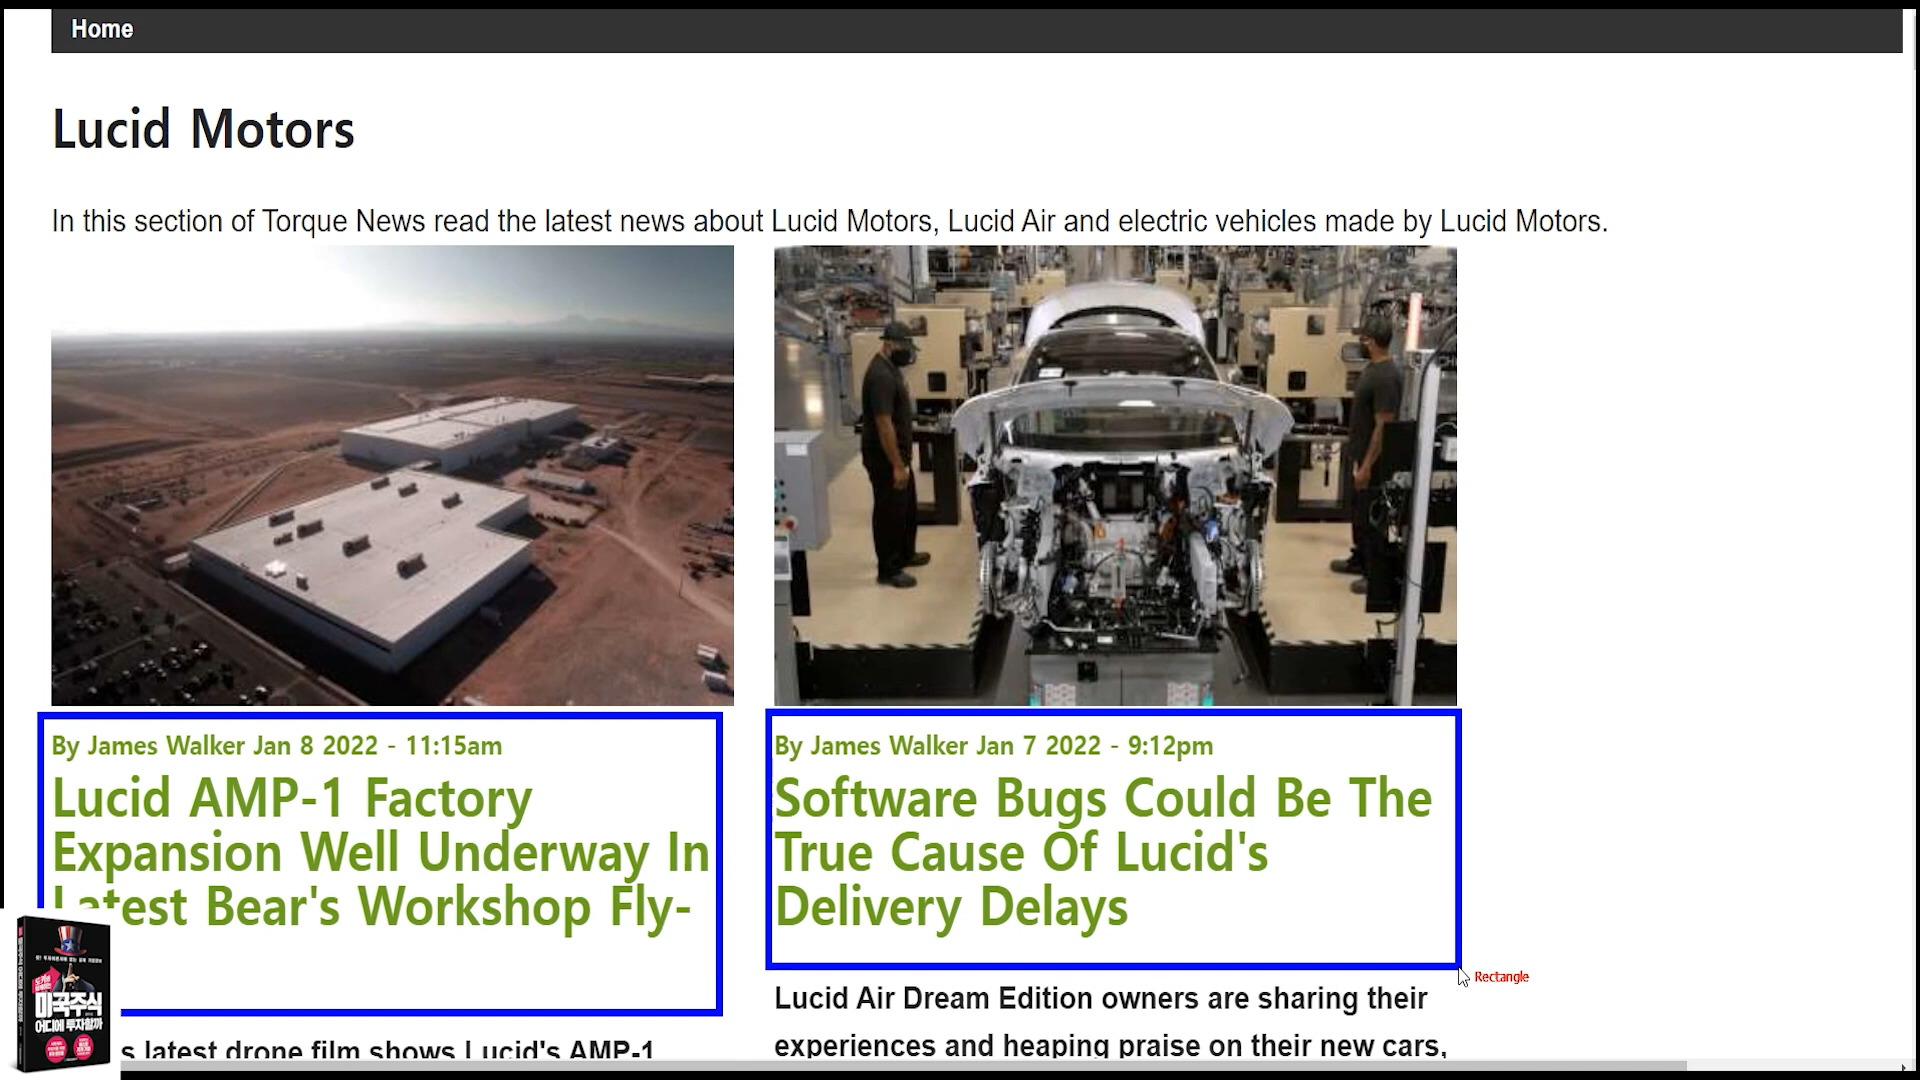 Home
Lucid Motors
In this section of Torque News read the latest news about Lucid Motors, Lucid Air and electric vehicles made by Lucid Motors.
By James Walker Jan 8 2022 - 11:15am
Lucid AMP-1 Factory
Expansion Well Underway In
Latest Bear's Workshop Fly-
s latest drone film shows Lucid's AMP-1
By James Walker Jan 7 2022 - 9:12pm
Software Bugs Could Be The
True Cause Of Lucid's
Delivery Delays
Rectangle
Lucid Air Dream Edition owners are sharing their
experiences and heaping praise on their new cars,
미국주식
어디에 투자할까